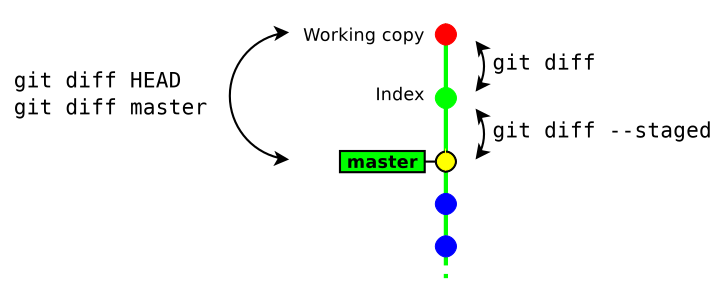 Working copy
git diff
git diff HEAD
git diff master
Index
git diff --staged
master